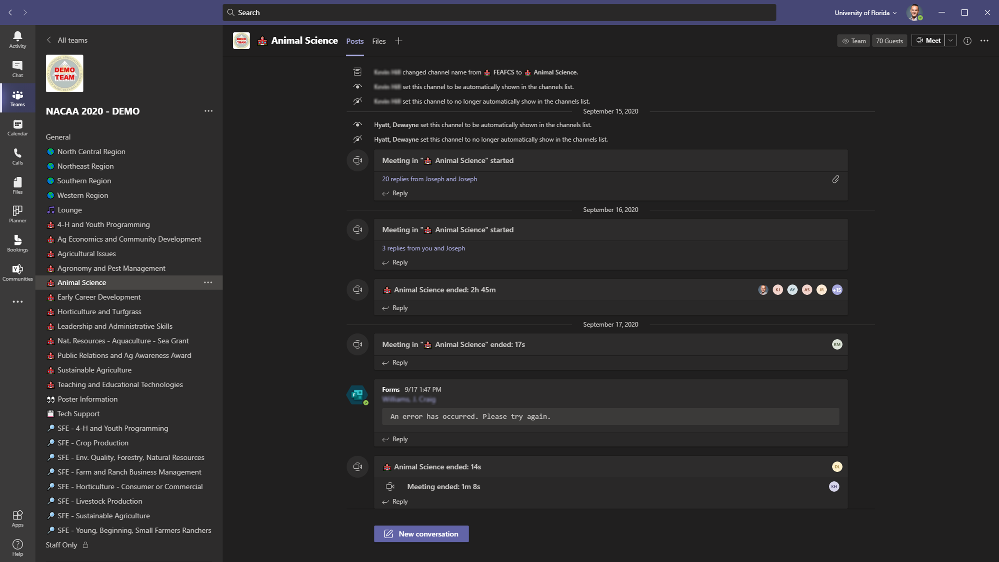 Search
University of Florida
Activity
Chat
Teams
Calendar
Calls
Files
Planner
Bookings
Communities
Apps
Help
All teams
NATIONAL ASSOCIATION
DEMO
TEAM
COUNTY AGRICULTURAL AGENTS
NACAA 2020 - DEMO
General
North Central Region
Northeast Region
Southern Region
Western Region
Lounge
4-H and Youth Programming
Ag Economics and Community Development
Agricultural Issues
Agronomy and Pest Management
Animal Science
Early Career Development
Horticulture and Turfgrass
Leadership and Administrative Skills
Nat. Resources - Aquaculture - Sea Grant
Public Relations and Ag Awareness Award
Sustainable Agriculture
Teaching and Educational Technologies
Poster Information
Tech Support
SFE - 4-H and Youth Programming
SFE - Crop Production
SFE - Env. Quality, Forestry, Natural Resources
SFE - Farm and Ranch Business Management
SFE - Horticulture - Consumer or Commercial
SFE - Livestock Production
SFE - Sustainable Agriculture
SFE - Young, Beginning, Small Farmers Ranchers
Staff Only
DEMO
TEAM
Animal Science Posts Files
Team 70 Guests Meet
changed channel name from FEAFCS to Animal Science.
set this channel to be automatically shown in the channels list.
set this channel to no longer automatically show in the channels list.
September 15, 2020
Hyatt, Dewayne set this channel to be automatically shown in the channels list.
Hyatt, Dewayne set this channel to no longer automatically show in the channels list.
Meeting in " Animal Science" started
20 replies from Joseph and Joseph
Reply
September 16, 2020
Meeting in " Animal Science" started
3 replies from you and Joseph
Reply
Animal Science ended: 2h 45m KJ AY AS JR +15
Reply
September 17, 2020
Meeting in " Animal Science" ended: 17s KM
Reply
Forms 9/17 1:47 PM
An error has occurred. Please try again.
Reply
Animal Science ended: 14s DL
Meeting ended: 1m 8s KH
Reply
New conversation